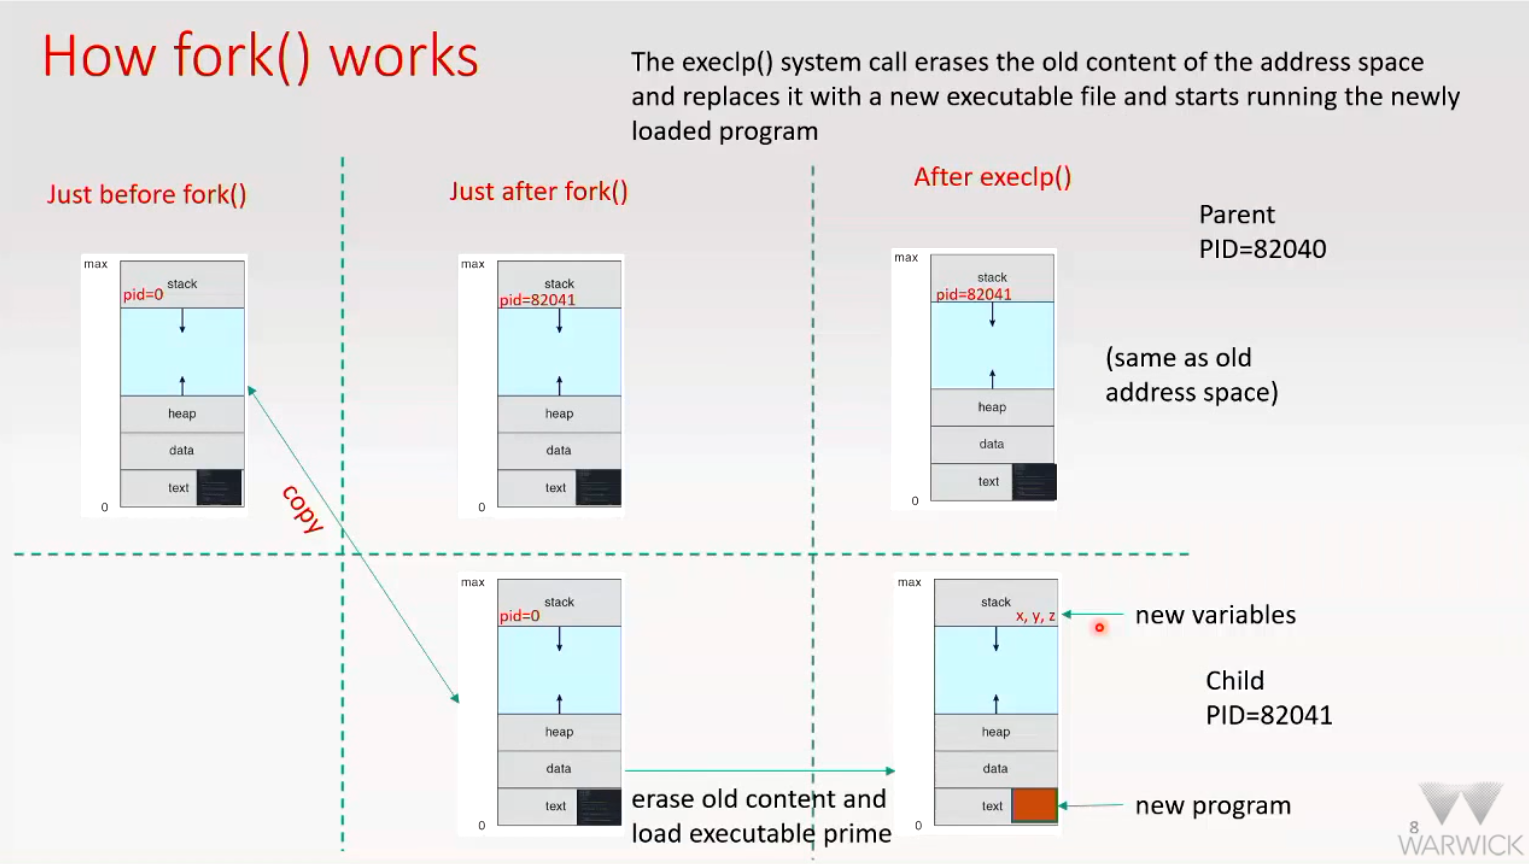 How fork() works
The execlp() system call erases the old content of the address space
and replaces it with a new executable file and starts running the newly
loaded program
Just before fork()
Just after fork()
After execlp()
Parent
PID=82040
max
stack
pid=0
heap
data
text
0
max
stack
pid=82041
heap
data
text
0
max
stack
pid=82041
heap
data
text
0
(same as old
address space)
copy
max
stack
pid=0
heap
data
text
0
erase old content and
load executable prime
max
stack
x, y, z
heap
data
text
0
new variables
Child
PID=82041
new program
8
WARWICK